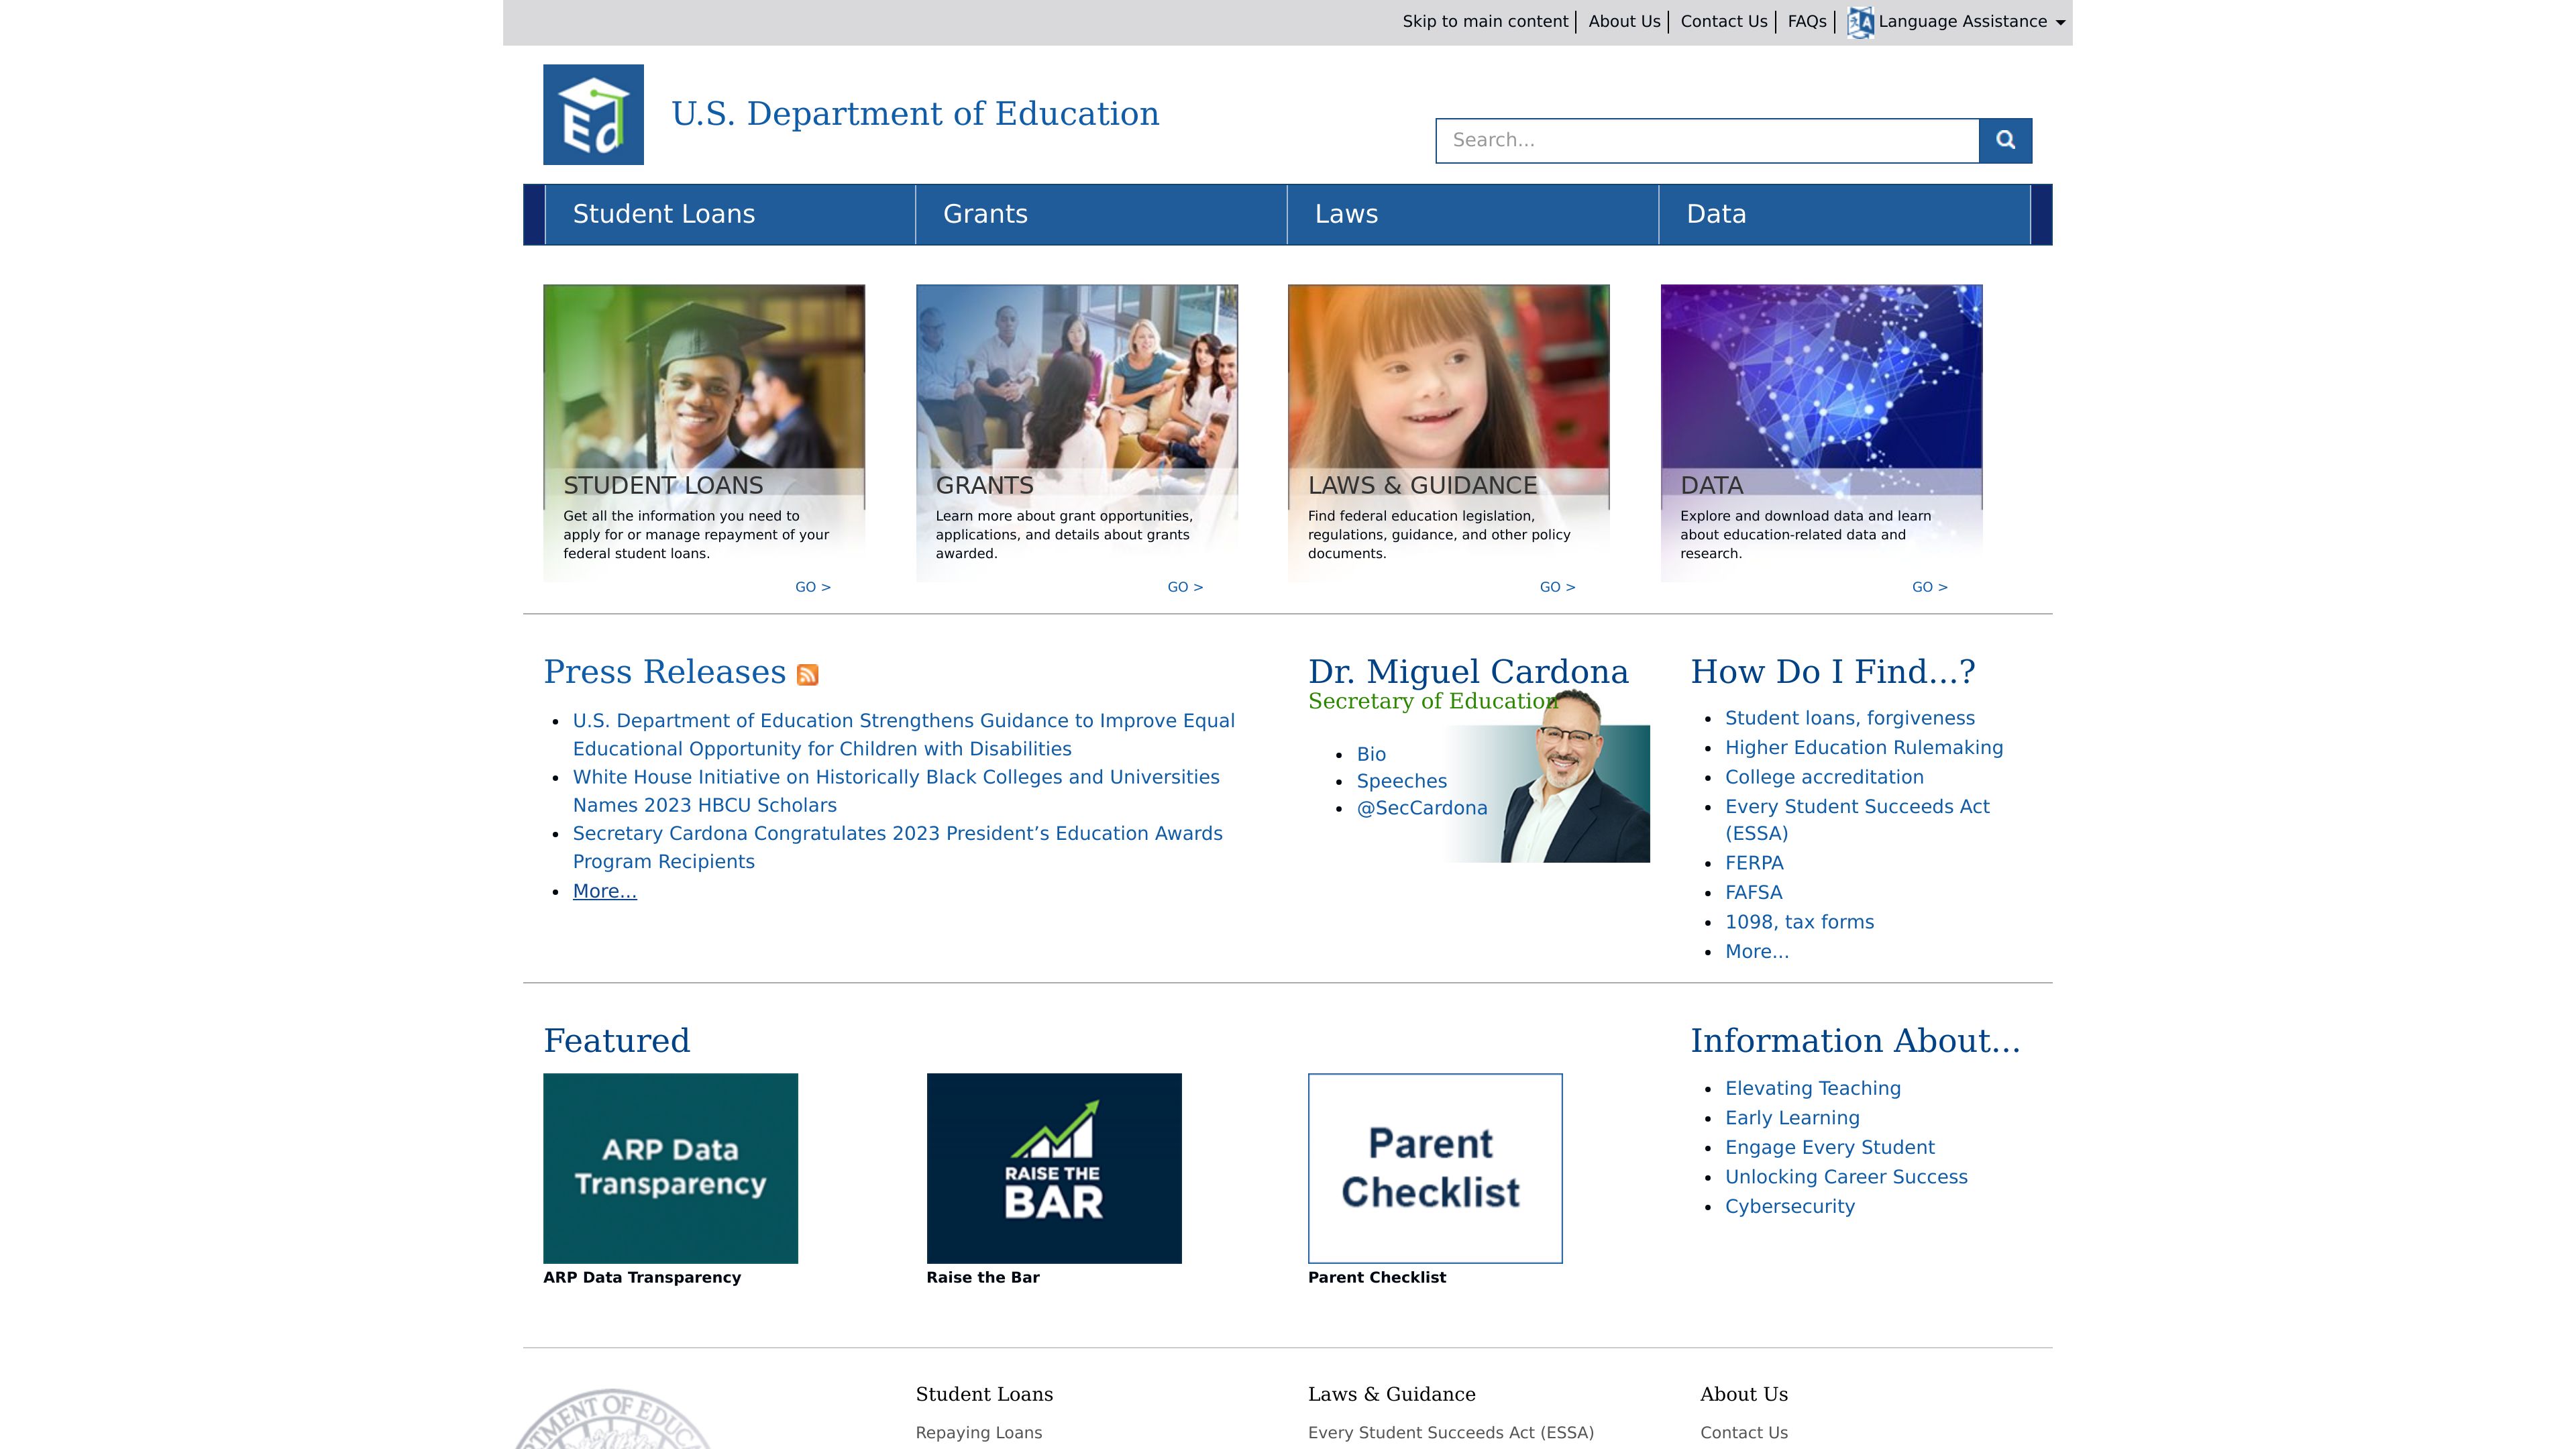 Skip to main content
About Us
Contact Us
FAQs
Language Assistance
Ed
U.S. Department of Education
Search...
Student Loans
Grants
Laws
Data
STUDENT LOANS
Get all the information you need to
apply for or manage repayment of your
federal student loans.
GO >
GRANTS
Learn more about grant opportunities,
applications, and details about grants
awarded.
GO >
LAWS & GUIDANCE
Find federal education legislation,
regulations, guidance, and other policy
documents.
GO >
DATA
Explore and download data and learn
about education-related data and
research.
GO >
Press Releases
U.S. Department of Education Strengthens Guidance to Improve Equal
Educational Opportunity for Children with Disabilities
White House Initiative on Historically Black Colleges and Universities
Names 2023 HBCU Scholars
Secretary Cardona Congratulates 2023 President’s Education Awards
Program Recipients
More...
Dr. Miguel Cardona
Secretary of Education
Bio
Speeches
@SecCardona
How Do I Find...?
Student loans, forgiveness
Higher Education Rulemaking
College accreditation
Every Student Succeeds Act
(ESSA)
FERPA
FAFSA
1098, tax forms
More...
Featured
ARP Data
Transparency
ARP Data Transparency
RAISE THE
BAR
Raise the Bar
Parent
Checklist
Parent Checklist
Information About...
Elevating Teaching
Early Learning
Engage Every Student
Unlocking Career Success
Cybersecurity
Student Loans
Repaying Loans
Laws & Guidance
Every Student Succeeds Act (ESSA)
About Us
Contact Us